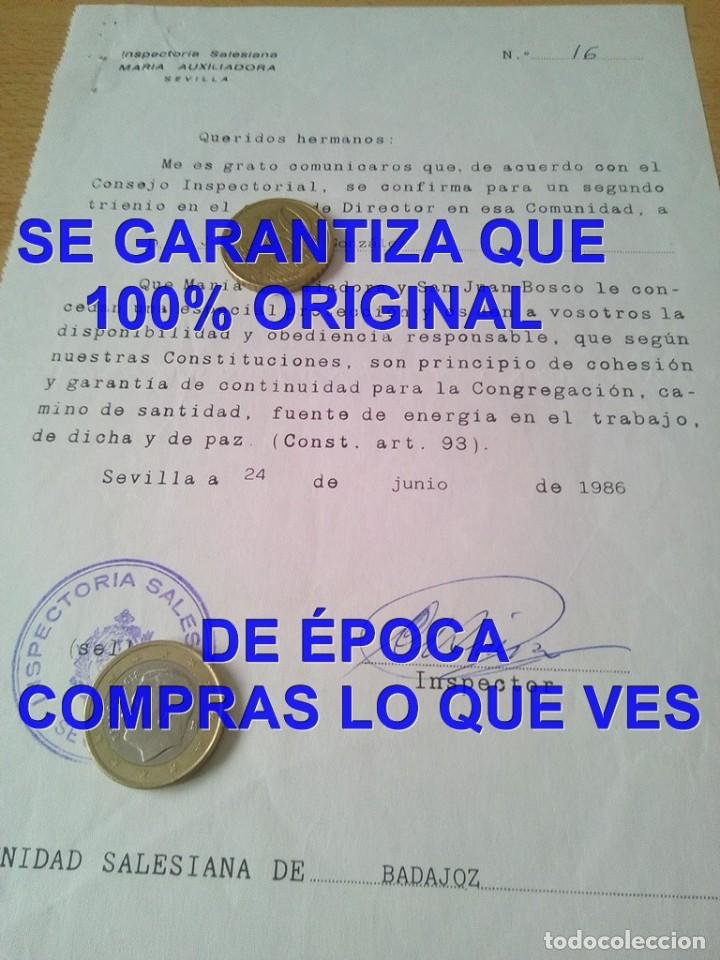 Inspectoría Salesiana
MARIA AUXILIADORA
SEVILLA
N.º 16
Queridos hermanos:
Me es grato comunicaros que, de acuerdo con el
Consejo Inspectorial, se confirma para un segundo
trienio en el de Director en esa Comunidad, a
SE GARANTIZA QUE
Que María y San Juan Bosco le con-
100% ORIGINAL
a vosotros la
disponibilidad y obediencia responsable, que según
nuestras Constituciones, son principio de cohesión
y garantía de continuidad para la Congregación, ca-
mino de santidad, fuente de energía en el trabajo,
de dicha y de paz. (Const. art. 93).
Sevilla a 24 de junio de 1986
INSPECTORIA SALES
(sell
DE ÉPOCA
Inspector
COMPRAS LO QUE VES
NIDAD SALESIANA DE BADAJOZ
todocoleccion